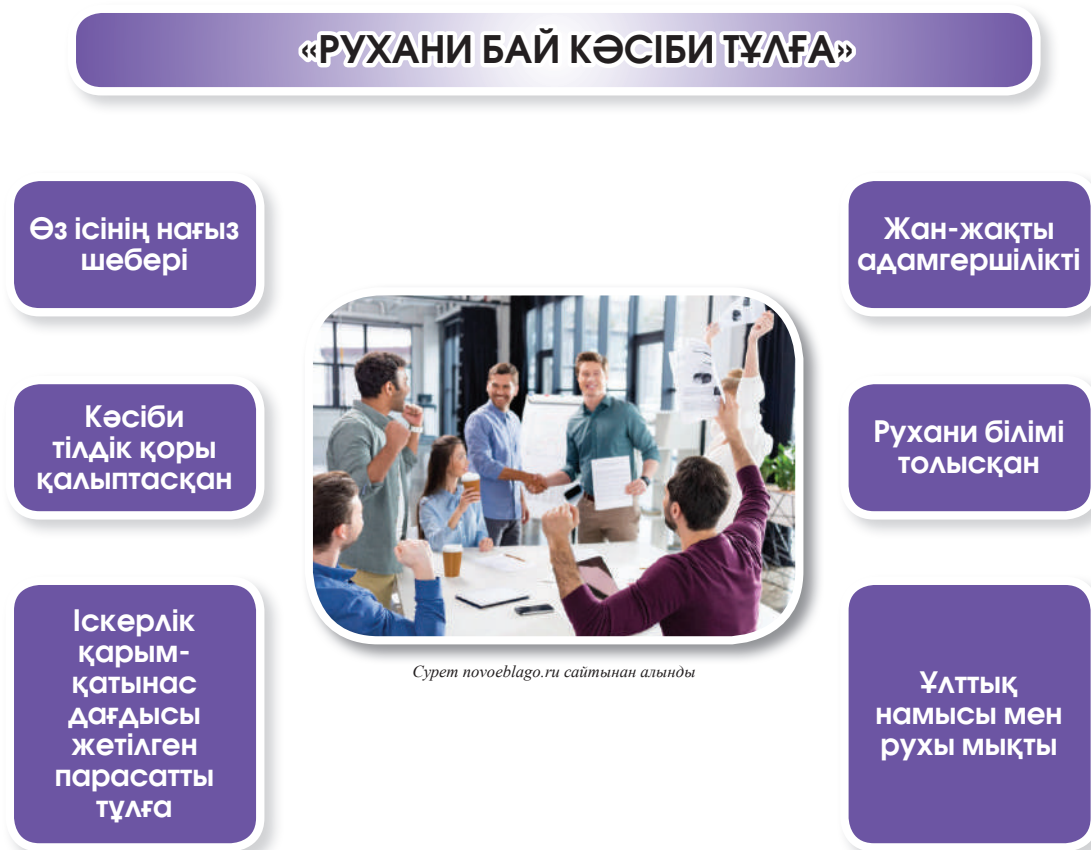 «РУХАНИ БАЙ КӘСІБИ ТҰЛҒА»
Өз ісінің нағыз
шебері
Кәсіби
тілдік қоры
қалыптасқан
Іскерлік
қарым-
қатынас
дағдысы
жетілген
парасатты
тұлға
Сурет novoeblago.ru сайтынан алынды
Жан-жақты
адамгершілікті
Рухани білімі
толысқан
Ұлттық
намысы мен
рухы мықты